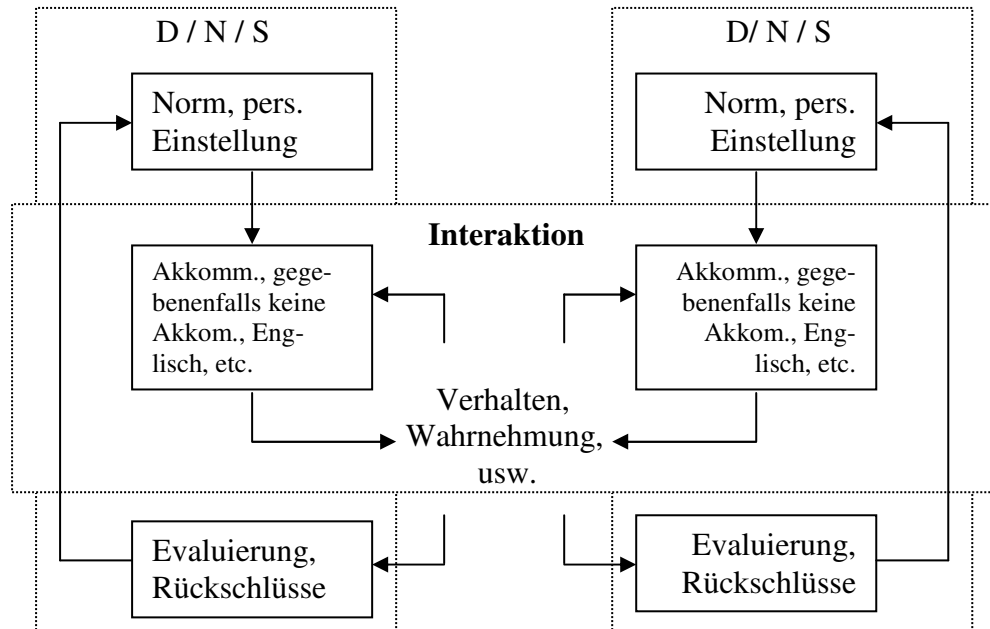 D / N / S
Norm, pers.
Einstellung
D/ N / S
Norm, pers.
Einstellung
Interaktion
Akkomm., gege-
benenfalls keine
Akkom., Eng-
lisch, etc.
Akkomm., gege-
benenfalls keine
Akkom., Eng-
lisch, etc.
Verhalten,
Wahrnehmung,
usw.
Evaluierung,
Rückschlüsse
Evaluierung,
Rückschlüsse